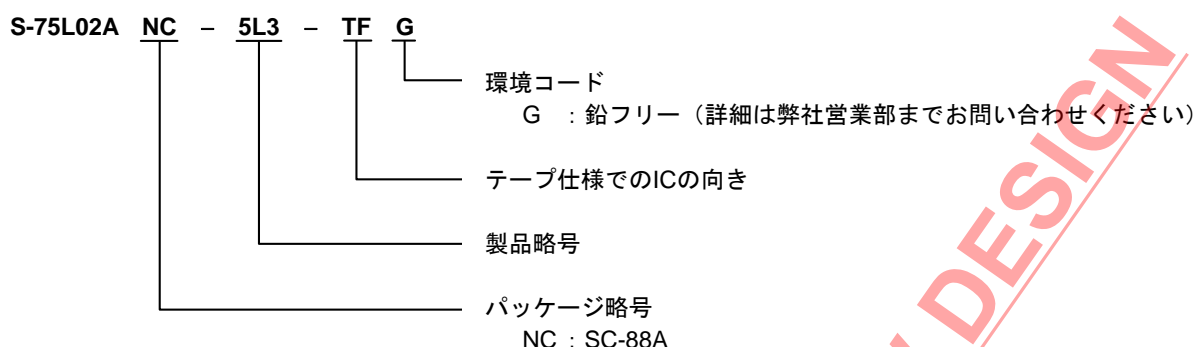 S-75L02A NC – 5L3 – TF G
環境コード
G ：鉛フリー（詳細は弊社営業部までお問い合わせください）
テープ仕様でのICの向き
製品略号
パッケージ略号
NC：SC-88A
DESIGN